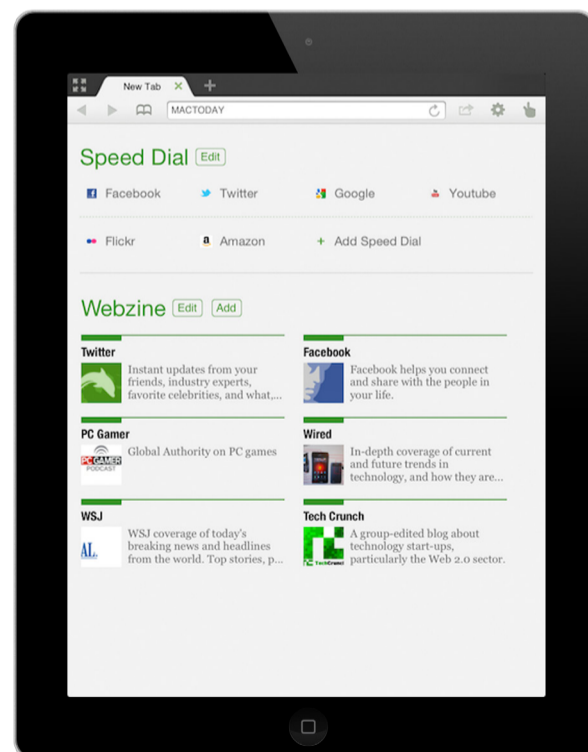 New Tab
MACTODAY
Speed Dial Edit
Facebook Twitter Google Youtube
Flickr Amazon Add Speed Dial
Webzine Edit Add
Twitter
Instant updates from your
friends, industry experts,
favorite celebrities, and what,...
Facebook
Facebook helps you connect
and share with the people in
your life.
PC Gamer
PC GAMER
PODCAST
Global Authority on PC games
Wired
In-depth coverage of current
and future trends in
technology, and how they are...
WSJ
AL.
WSJ coverage of today's
breaking news and headlines
from the world. Top stories, p...
Tech Crunch
TechCrunch
A group-edited blog about
technology start-ups,
particularly the Web 2.0 sector.